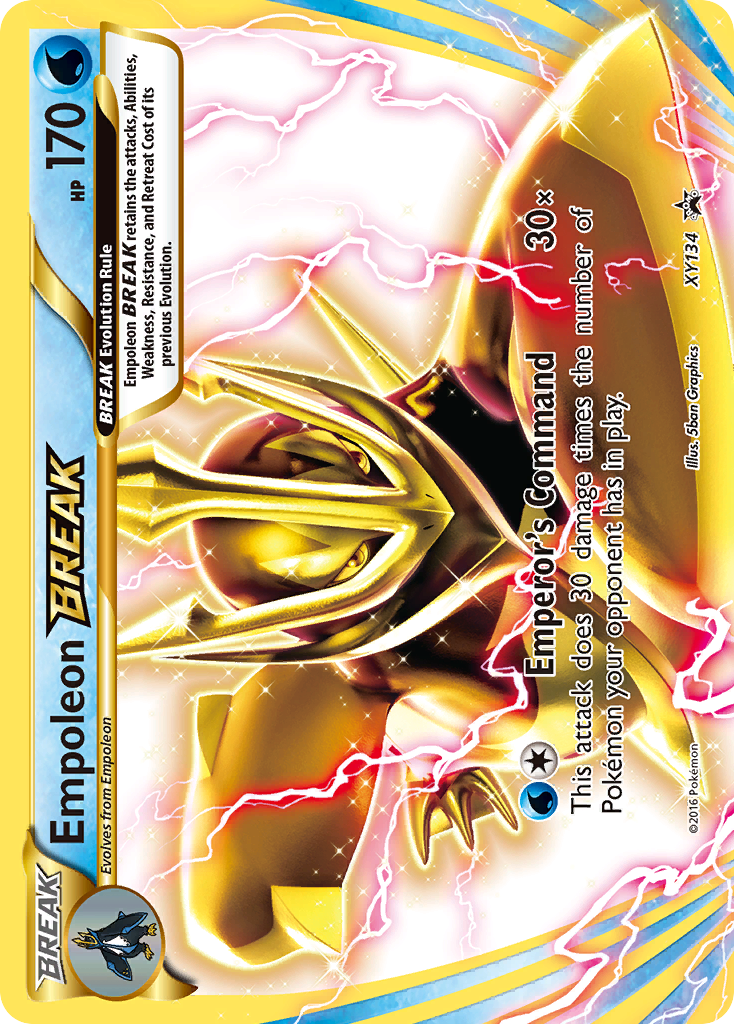 BREAK
Empoleon BREAK
HP 170
Evolves from Empoleon
BREAK Evolution Rule
Empoleon BREAK retains the attacks, Abilities,
Weakness, Resistance, and Retreat Cost of its
previous Evolution.
Emperor's Command 30×
This attack does 30 damage times the number of
Pokémon your opponent has in play.
Illus. 5ban Graphics
XY134
©2016 Pokémon